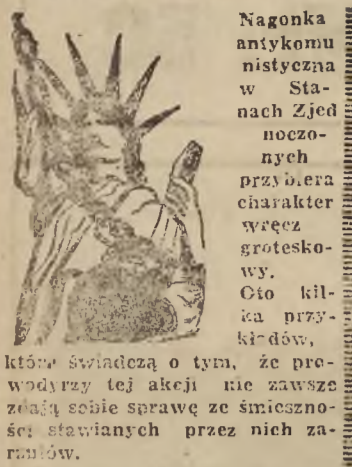 Nagonka
antykomu
nistyczna
w Sta-
nach Zjed
noczo-
nych
przybiera
charakter
wręcz
grotesko-
wy.
Oto kil-
ka przy-
kładów,
które świadczą o tym, że pro-
wodyrzy tej akcji nie zawsze
zdają sobie sprawę ze śmieszno-
ści stawianych przez nich za-
rzutów.